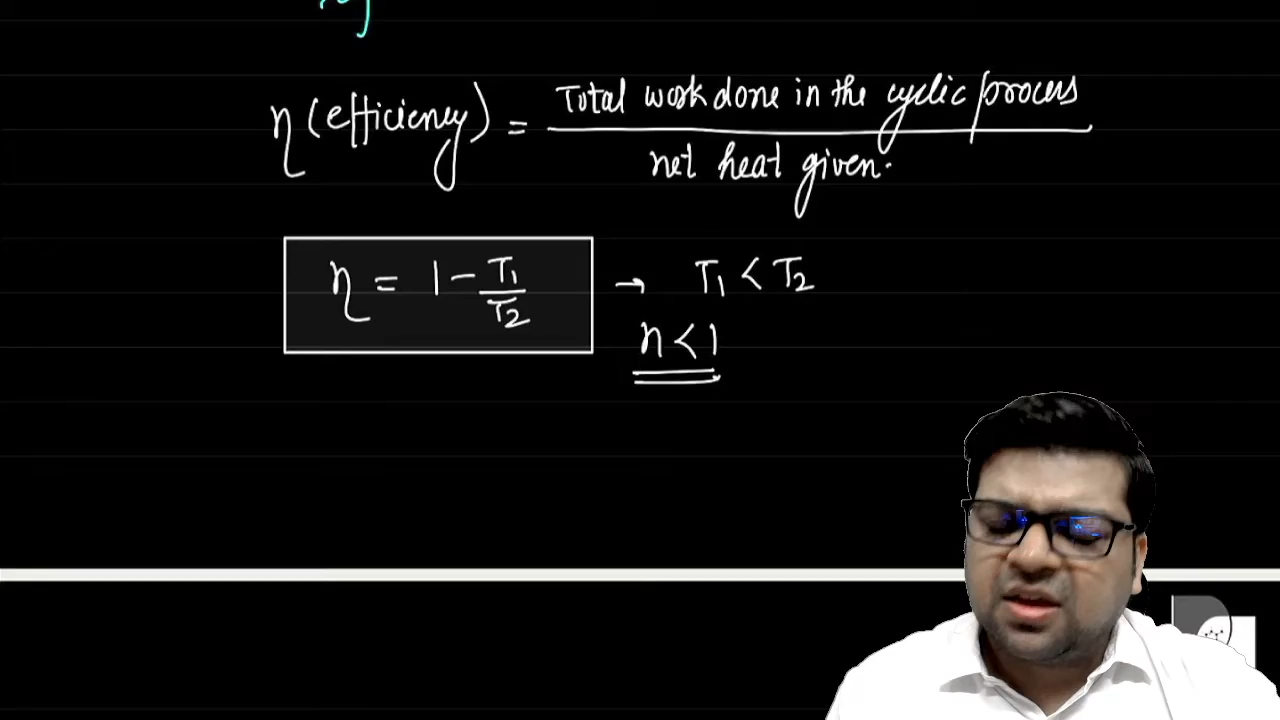 η (efficiency) = Total work done in the cyclic process / net heat given.
η = 1 - T₁/T₂ → T₁ < T₂
η < 1